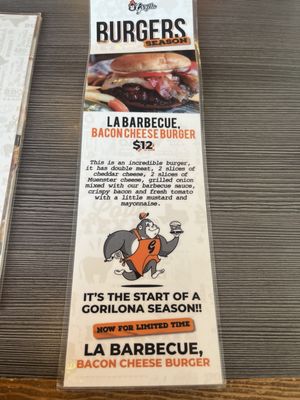 Gorilla
BURGERS
SEASON
LA BARBECUE,
BACON CHEESE BURGER
$12
This is an incredible burger,
it has double meat, 2 slices of
cheddar cheese, 2 slices of
Muenster cheese, grilled onion
mixed with our barbecue sauce,
crispy bacon and fresh tomato
with a little mustard and
mayonnaise.
G
IT'S THE START OF A
GORILONA SEASON!!
NOW FOR LIMITED TIME
LA BARBECUE,
BACON CHEESE BURGER